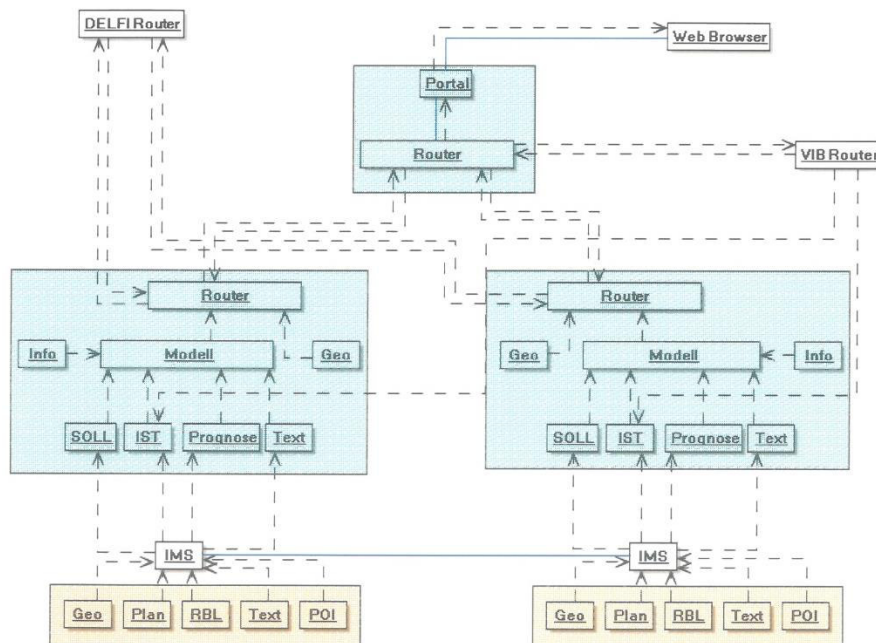 DELFI Router
Web Browser
Portal
Router
VIB Router
Router
Router
Info
Modell
Geo
Geo
Modell
Info
SOLL
IST
Prognose
Text
SOLL
IST
Prognose
Text
IMS
IMS
Geo
Plan
RBL
Text
POI
Geo
Plan
RBL
Text
POI